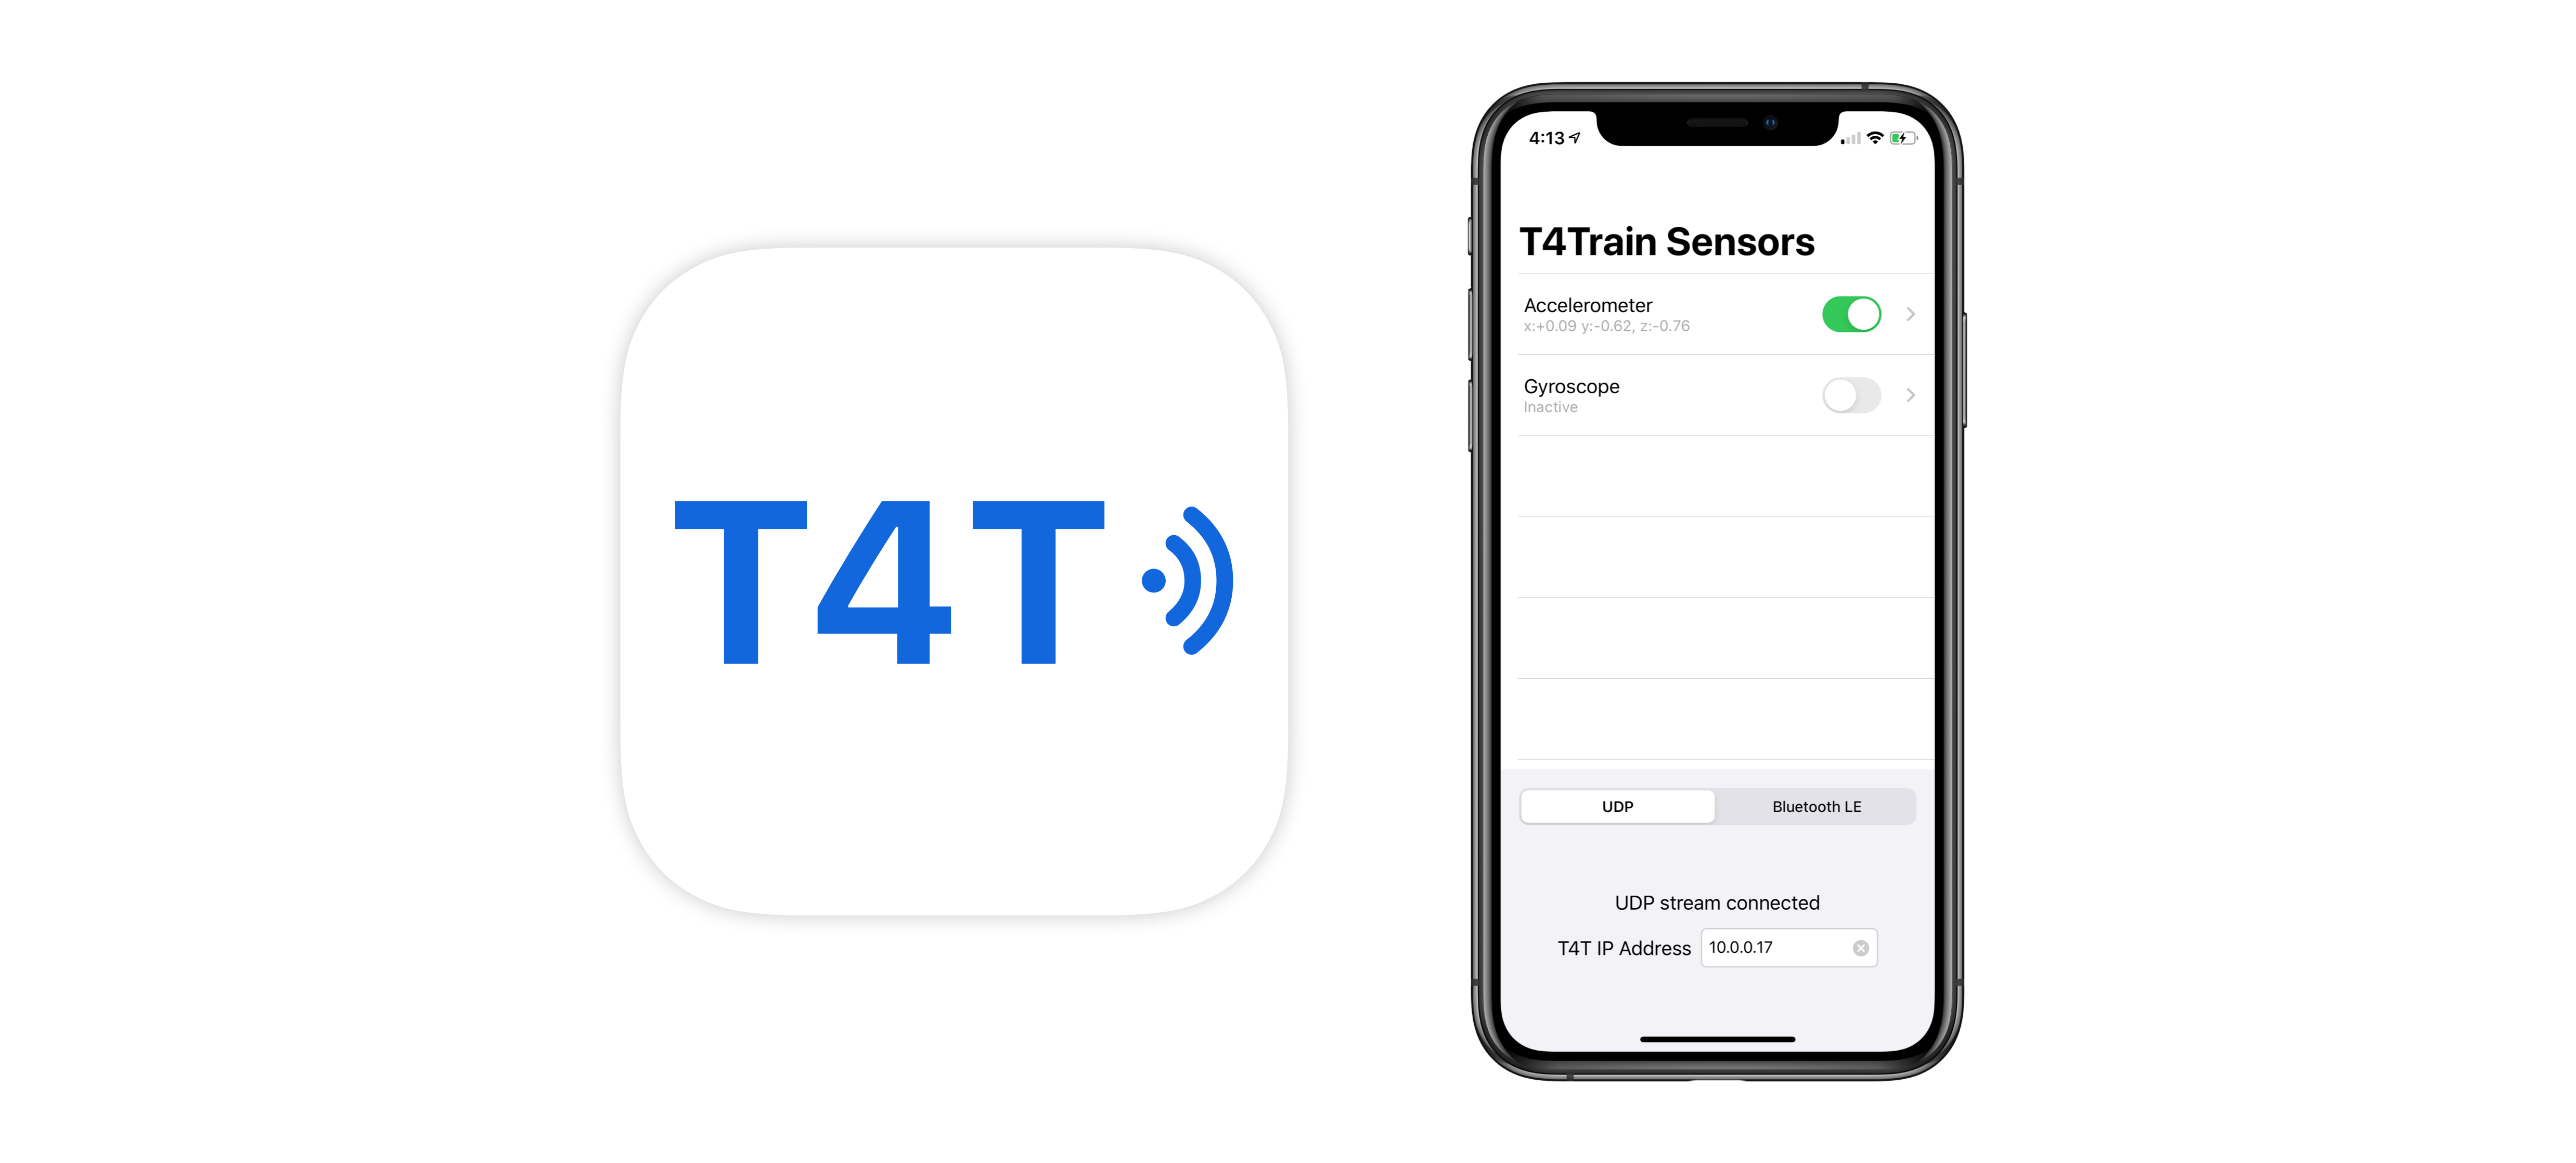 T4T
4:13
T4Train Sensors
Accelerometer
x:+0.09 y:-0.62, z:-0.76
Gyroscope
Inactive
UDP
Bluetooth LE
UDP stream connected
T4T IP Address
10.0.0.17